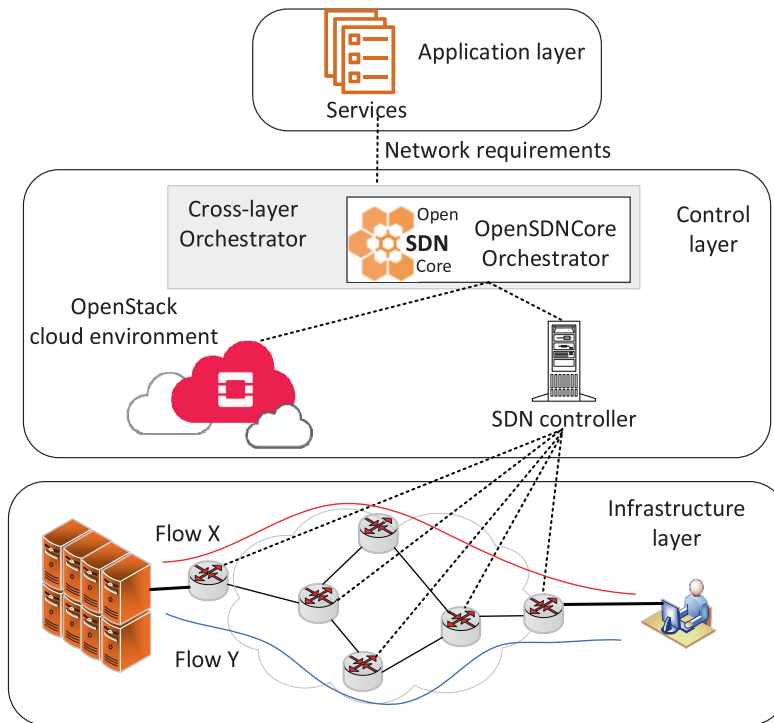 Application layer
Services
Network requirements
Cross-layer
Orchestrator
Open
SDN
Core
OpenSDNCore
Orchestrator
Control
layer
OpenStack
cloud environment
SDN controller
Infrastructure
layer
Flow X
Flow Y